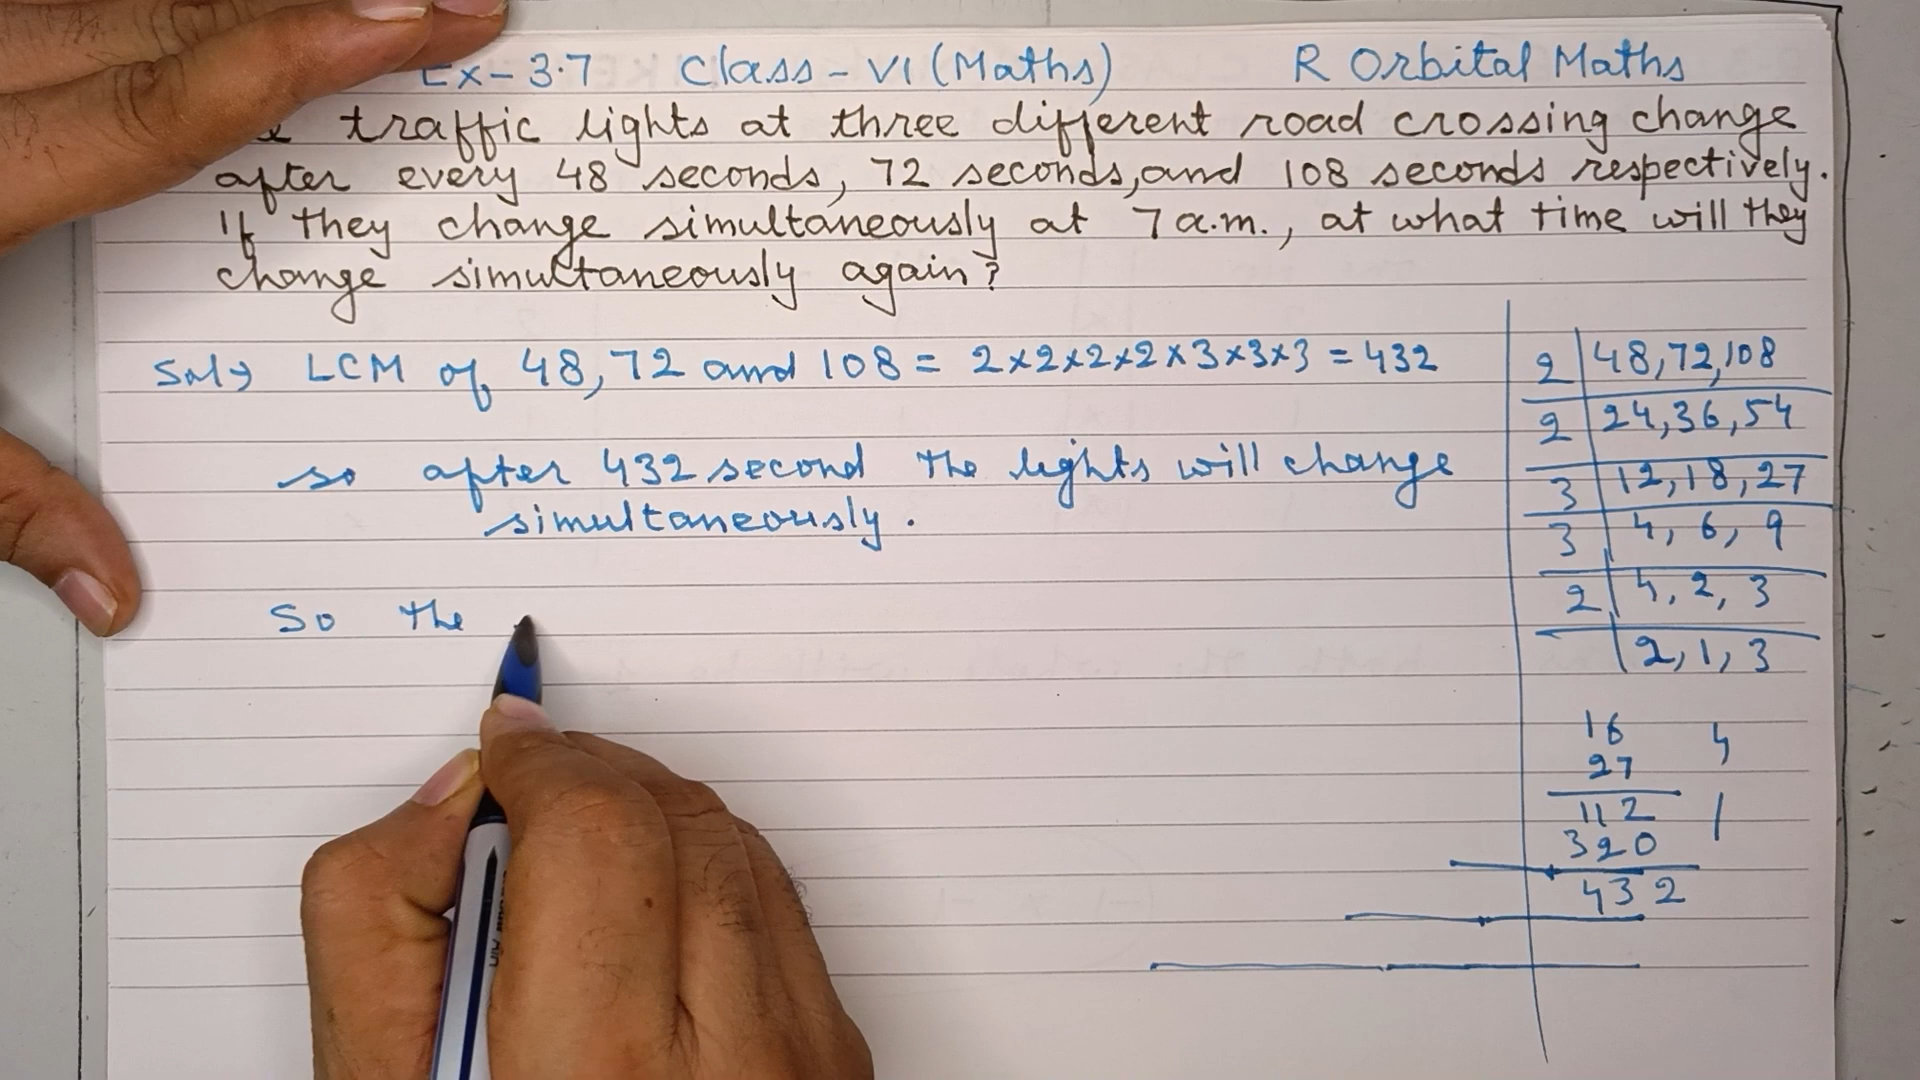 Ex-3.7 Class-VI (Maths) R Orbital Maths
traffic lights at three different road crossing change
after every 48 seconds, 72 seconds, and 108 seconds respectively.
If they change simultaneously at 7 a.m., at what time will they
change simultaneously again?
Sol→ LCM of 48,72 and 108 = 2×2×2×2×3×3×3 = 432
so after 432 second the lights will change
simultaneously.
So the
2 48,72,108
2 24,36,54
3 12,18,27
3 4, 6, 9
2 4, 2, 3
2, 1, 3
16 4
27
112 1
320
432